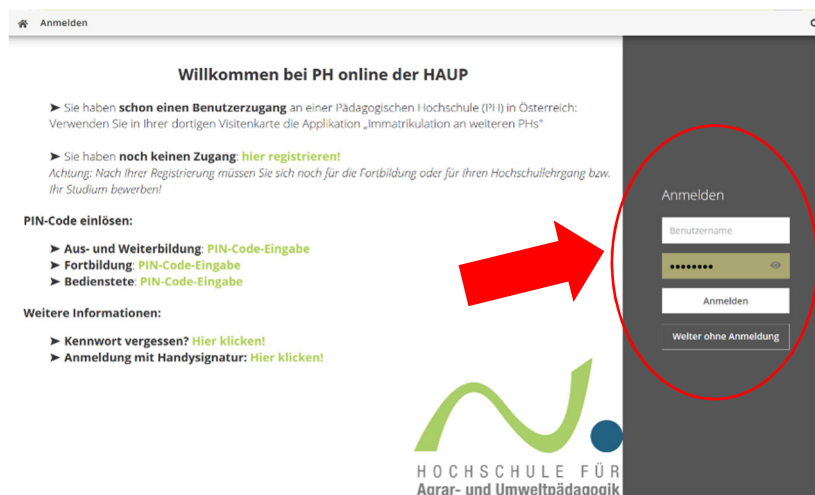 Anmelden
Willkommen bei PH online der HAUP
➤ Sie haben schon einen Benutzerzugang an einer Pädagogischen Hochschule (PH) in Österreich:
Verwenden Sie in Ihrer dortigen Visitenkarte die Applikation „Immatrikulation an weiteren PHs"
➤ Sie haben noch keinen Zugang: hier registrieren!
Achtung: Nach Ihrer Registrierung müssen Sie sich noch für die Fortbildung oder für Ihren Hochschullehrgang bzw.
Ihr Studium bewerben!
PIN-Code einlösen:
➤ Aus- und Weiterbildung: PIN-Code-Eingabe
➤ Fortbildung: PIN-Code-Eingabe
➤ Bedienstete: PIN-Code-Eingabe
Weitere Informationen:
➤ Kennwort vergessen? Hier klicken!
➤ Anmeldung mit Handysignatur: Hier klicken!
HOCHSCHULE FÜR
Agrar- und Umweltpädagogik
Anmelden
Benutzername
••••••••
Anmelden
Weiter ohne Anmeldung